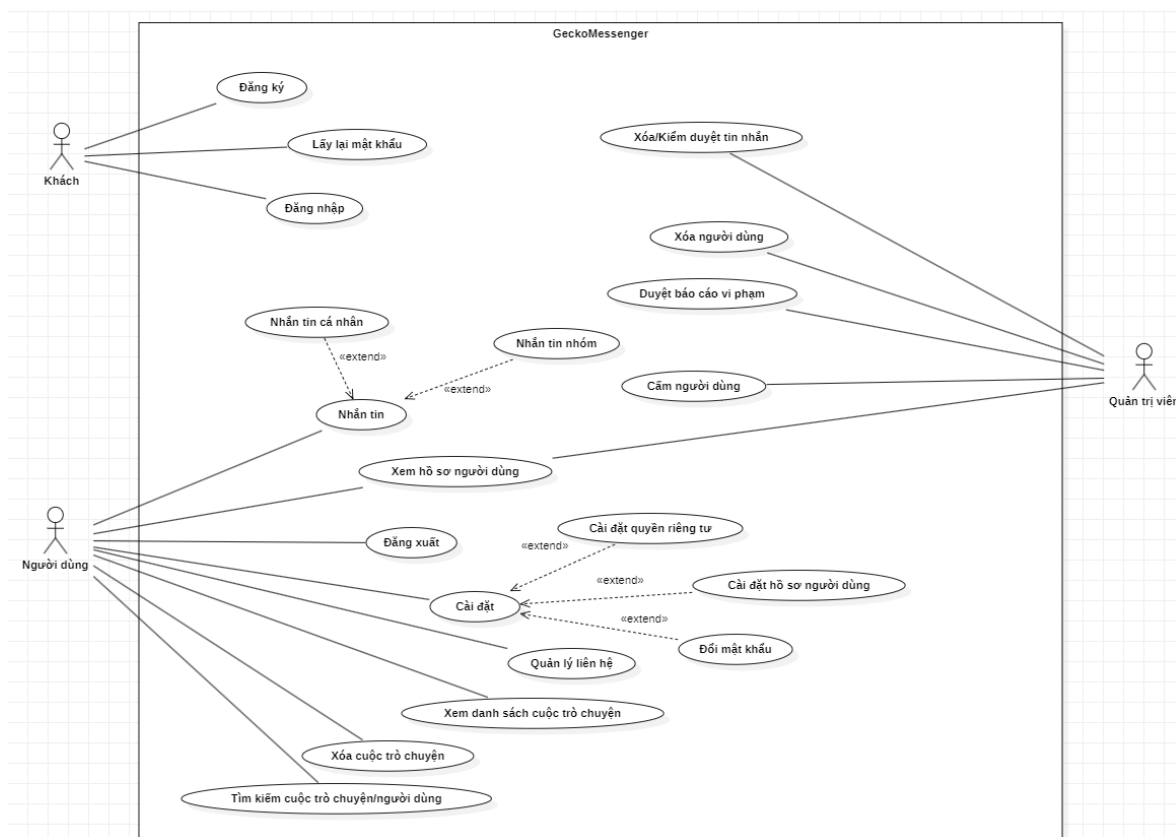 GeckoMessenger
Đăng ký
Xóa/Kiểm duyệt tin nhắn
Lấy lại mật khẩu
Khách
Đăng nhập
Xóa người dùng
Duyệt báo cáo vi phạm
Nhắn tin cá nhân
Nhắn tin nhóm
«extend»
«extend»
Cấm người dùng
Quản trị viên
Nhắn tin
Xem hồ sơ người dùng
Cài đặt quyền riêng tư
Đăng xuất
«extend»
Người dùng
«extend»
Cài đặt hồ sơ người dùng
Cài đặt
«extend»
Đổi mật khẩu
Quản lý liên hệ
Xem danh sách cuộc trò chuyện
Xóa cuộc trò chuyện
Tìm kiếm cuộc trò chuyện/người dùng